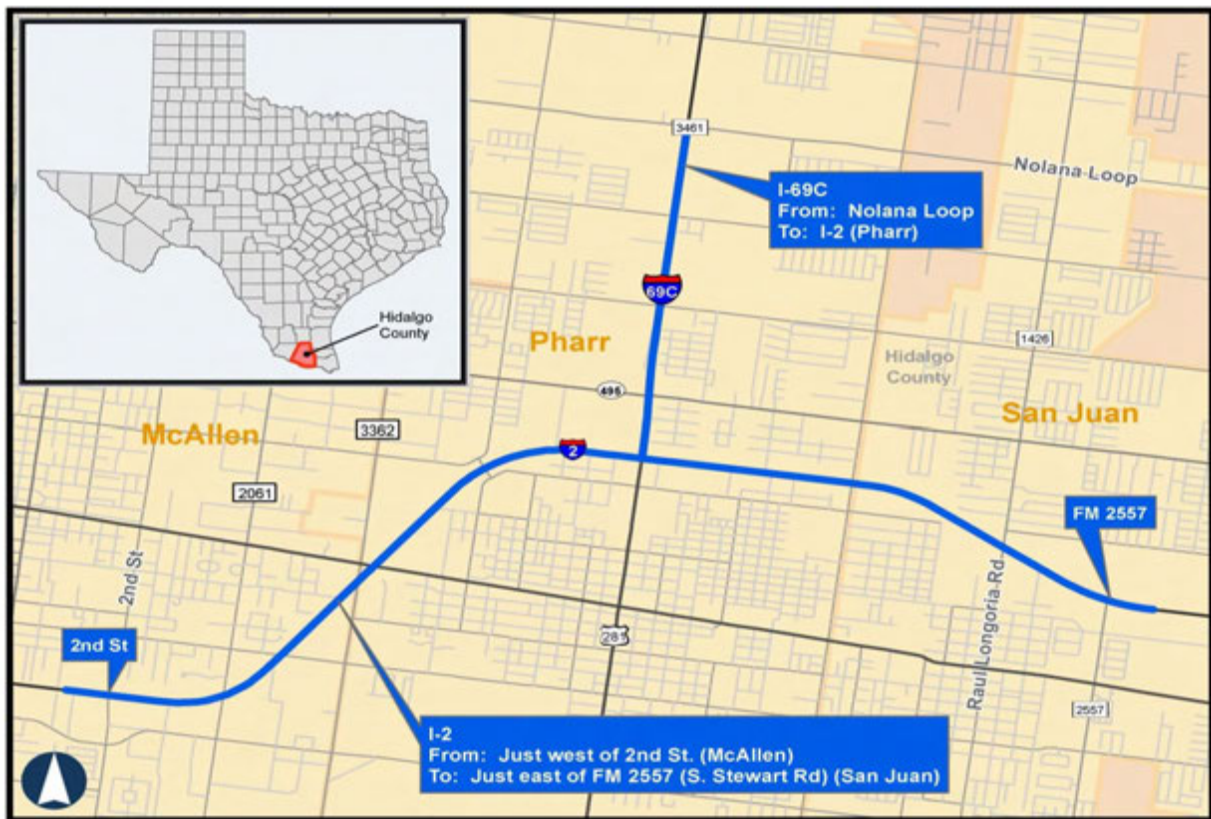 Hidalgo
County
3461
Nolana Loop
I-69C
From: Nolana Loop
To: I-2 (Pharr)
69C
Pharr
1426
Hidalgo
County
495
San Juan
McAllen
3362
2
2061
FM 2557
2nd St
Raul Longoria Rd
2nd St
281
2557
I-2
From: Just west of 2nd St. (McAllen)
To: Just east of FM 2557 (S. Stewart Rd) (San Juan)